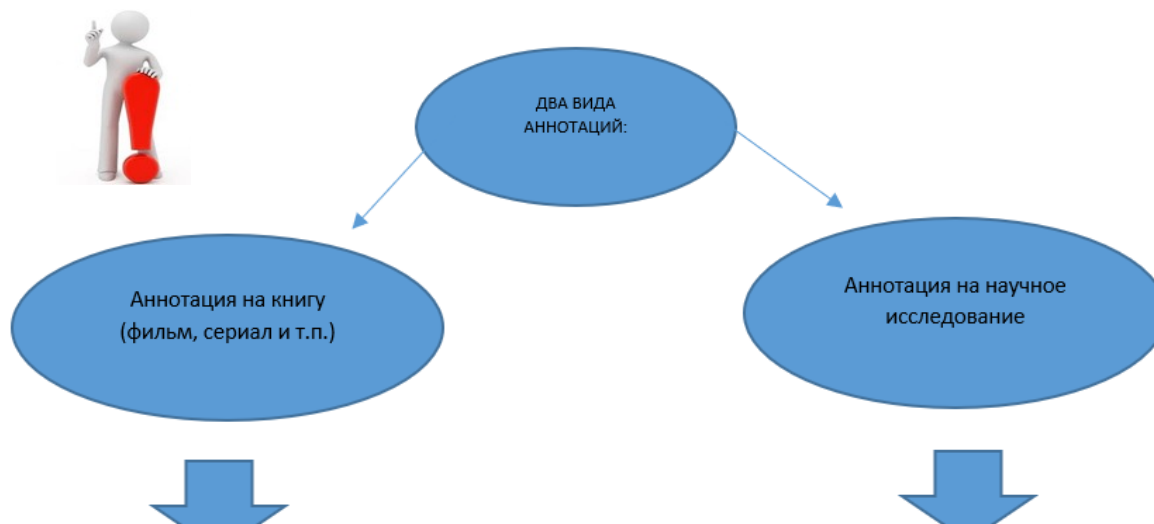 ДВА ВИДА
АННОТАЦИЙ:
Аннотация на книгу
(фильм, сериал и т.п.)
Аннотация на научное
исследование